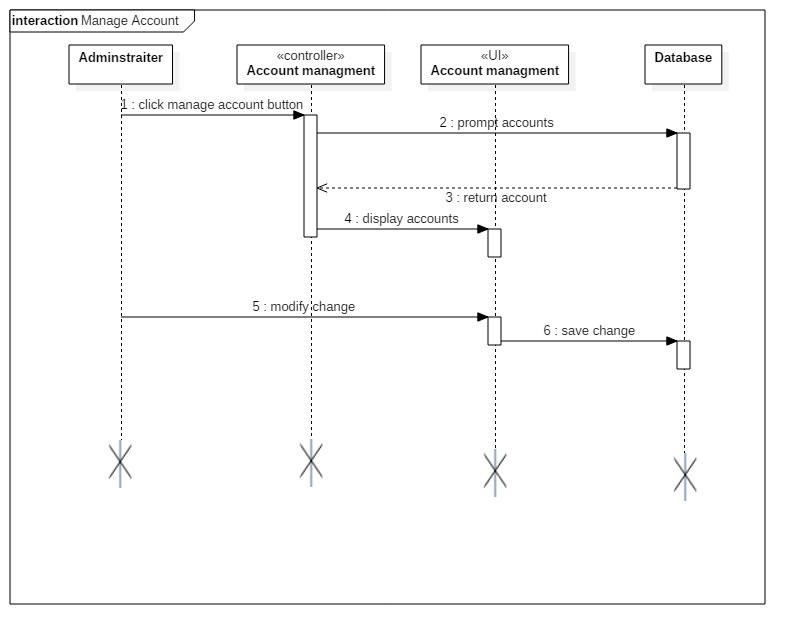 interaction Manage Account
Adminstraiter
«controller»
Account managment
«UI»
Account managment
Database
1 : click manage account button
2 : prompt accounts
3 : return account
4 : display accounts
5 : modify change
6 : save change